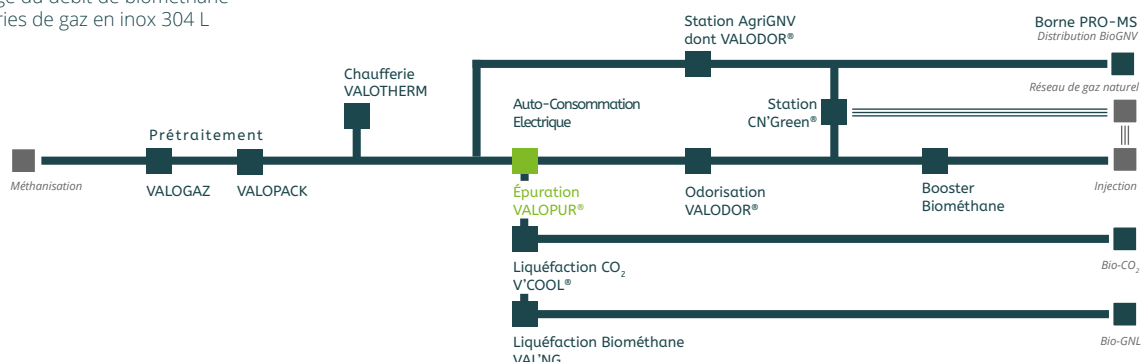 ge du débit de biométhane
ries de gaz en inox 304 L
Station AgriGNV
dont VALODOR®
Borne PRO-MS
Distribution BioGNV
Chaufferie
VALOTHERM
Réseau de gaz naturel
Auto-Consommation
Electrique
Station
CN'Green®
Prétraitement
Méthanisation
VALOGAZ
VALOPACK
Épuration
VALOPUR®
Odorisation
VALODOR®
Booster
Biométhane
Injection
Liquéfaction CO₂
V'COOL®
Bio-CO₂
Liquéfaction Biométhane
VAL'NG
Bio-GNL